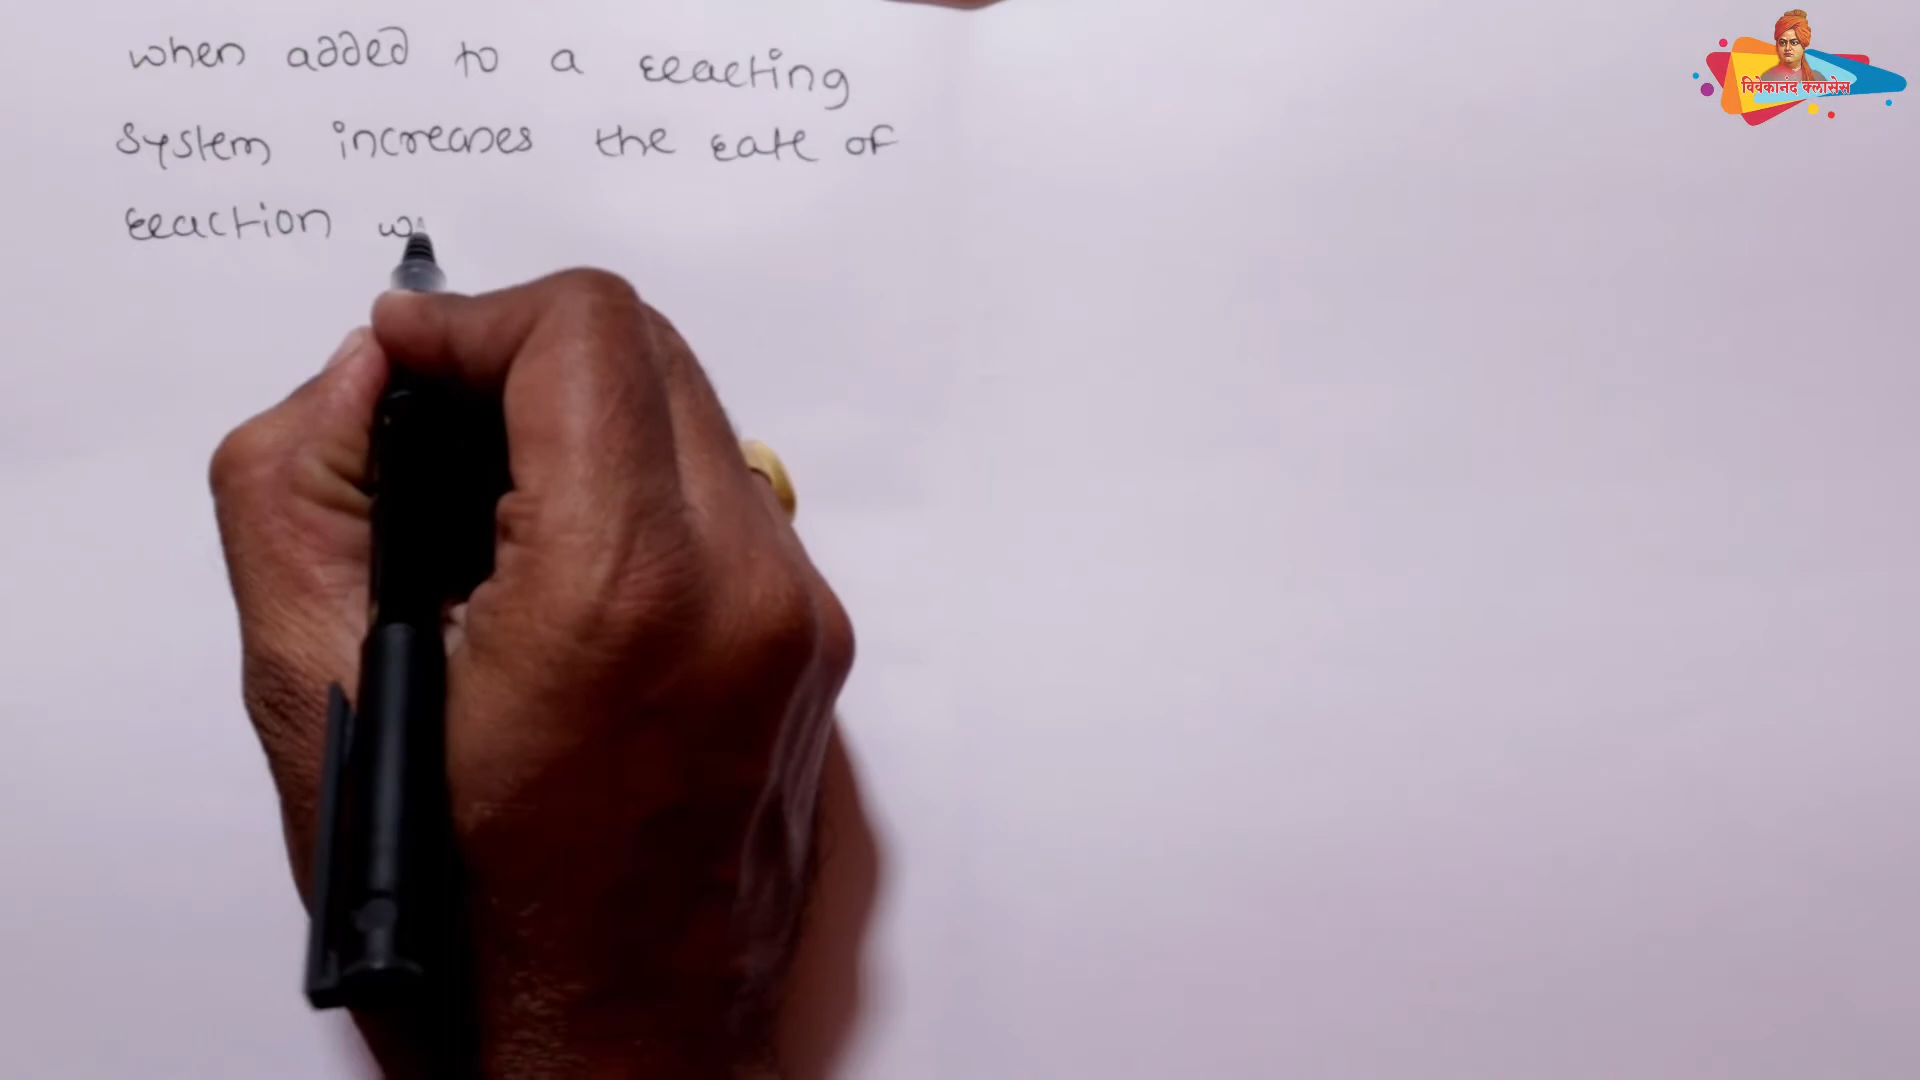 when added to a reacting
system increases the rate of
reaction
विवेकानंद क्लासेस